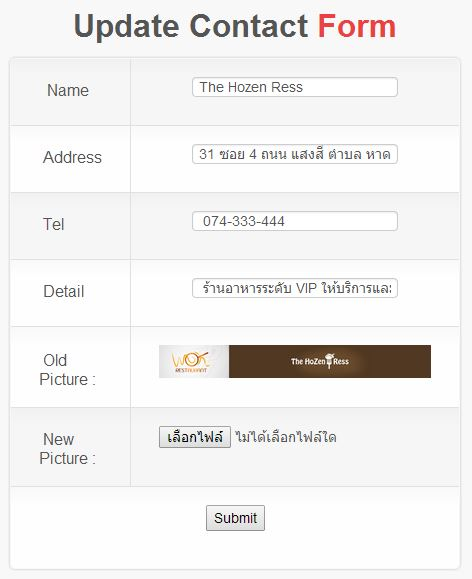 Update Contact Form
Name
The Hozen Ress
Address
31 ซอย 4 ถนน แสงสี ตำบล หาด
Tel
074-333-444
Detail
ร้านอาหารระดับ VIP ให้บริการและ
Old
Picture :
WOK
RESTAURANT
The HoZen Ress
New
Picture :
เลือกไฟล์ ไม่ได้เลือกไฟล์ใด
Submit